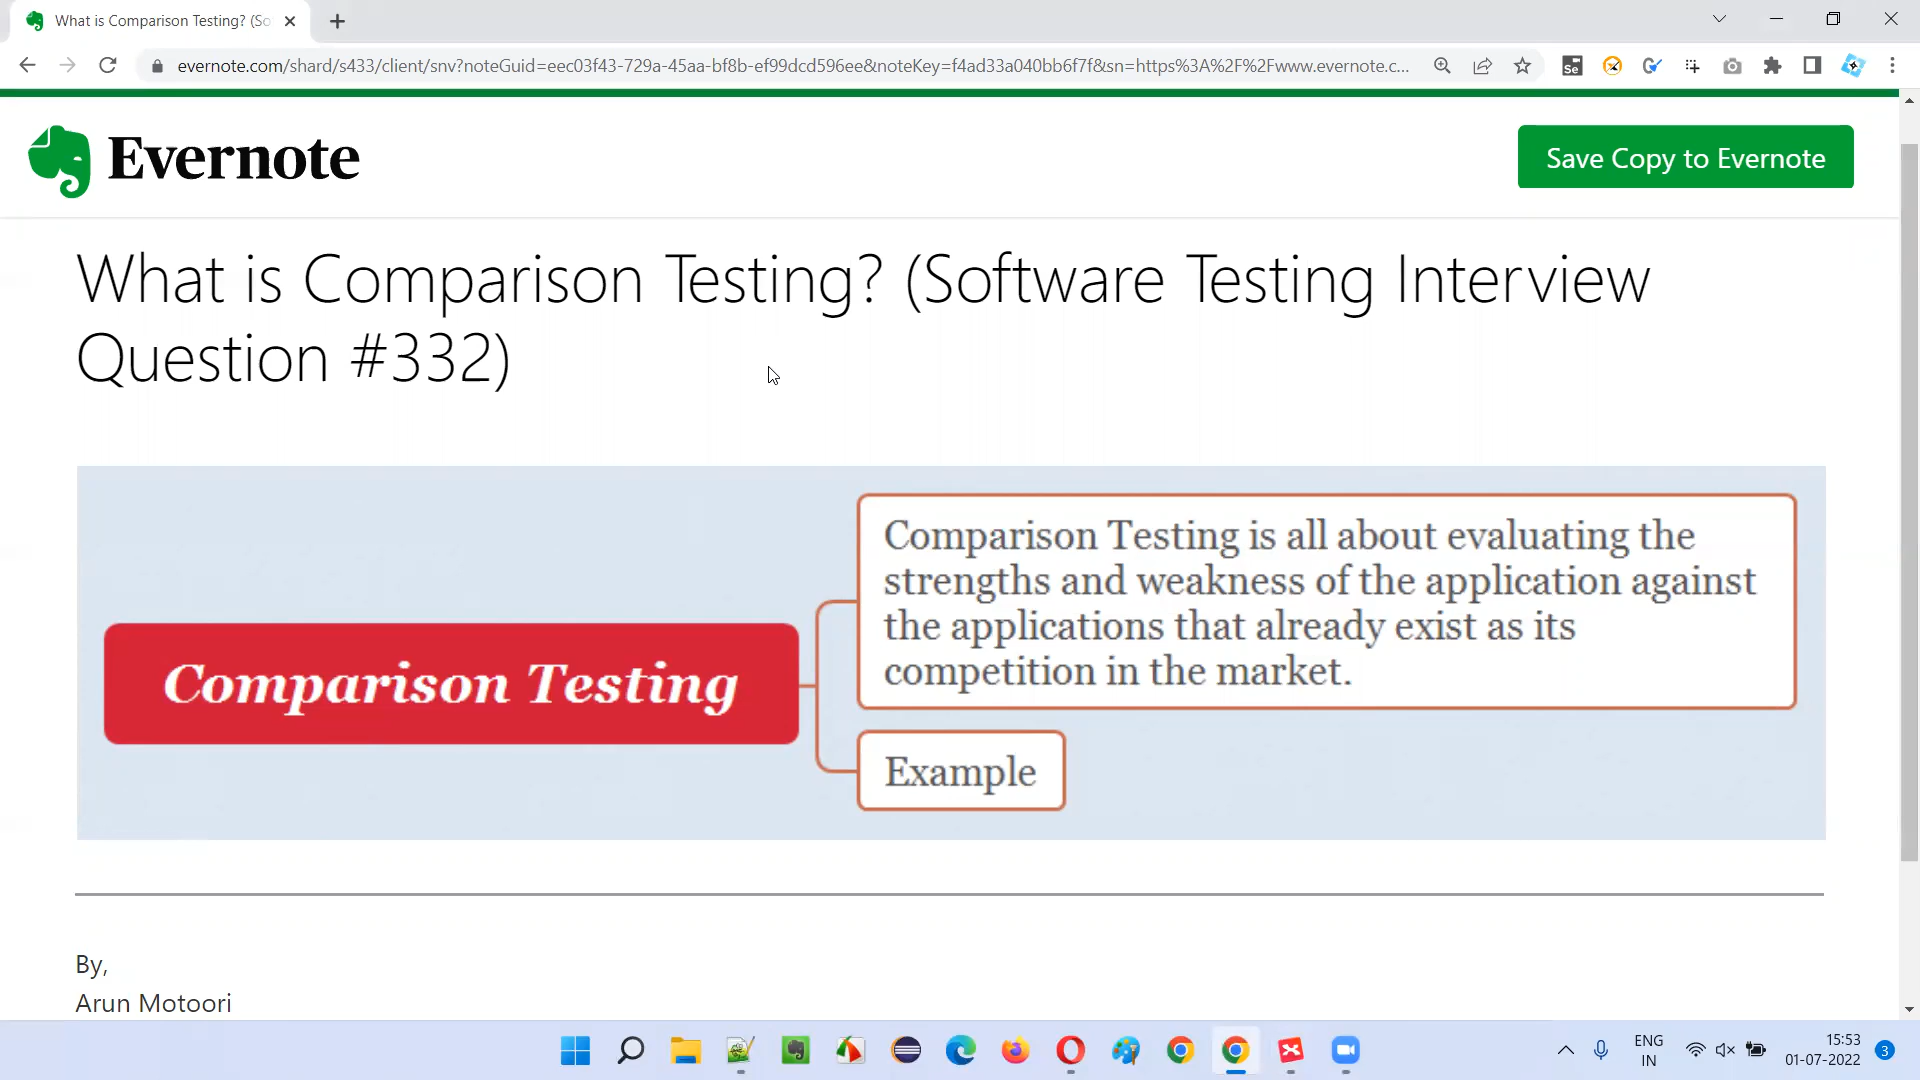 What is Comparison Testing? (So
evernote.com/shard/s433/client/snv?noteGuid=eec03f43-729a-45aa-bf8b-ef99dcd596ee&noteKey=f4ad33a040bb6f7f&sn=https%3A%2F%2Fwww.evernote.c...
Se
Evernote
Save Copy to Evernote
What is Comparison Testing? (Software Testing Interview
Question #332)
Comparison Testing is all about evaluating the
strengths and weakness of the application against
the applications that already exist as its
competition in the market.
Comparison Testing
Example
By,
Arun Motoori
ENG
IN
15:53
01-07-2022
3